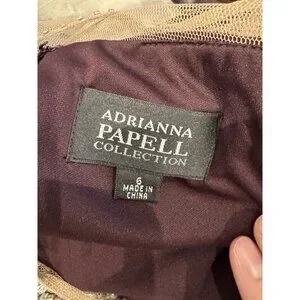 ADRIANNA
PAPELL
COLLECTION
6
MADE IN
CHINA